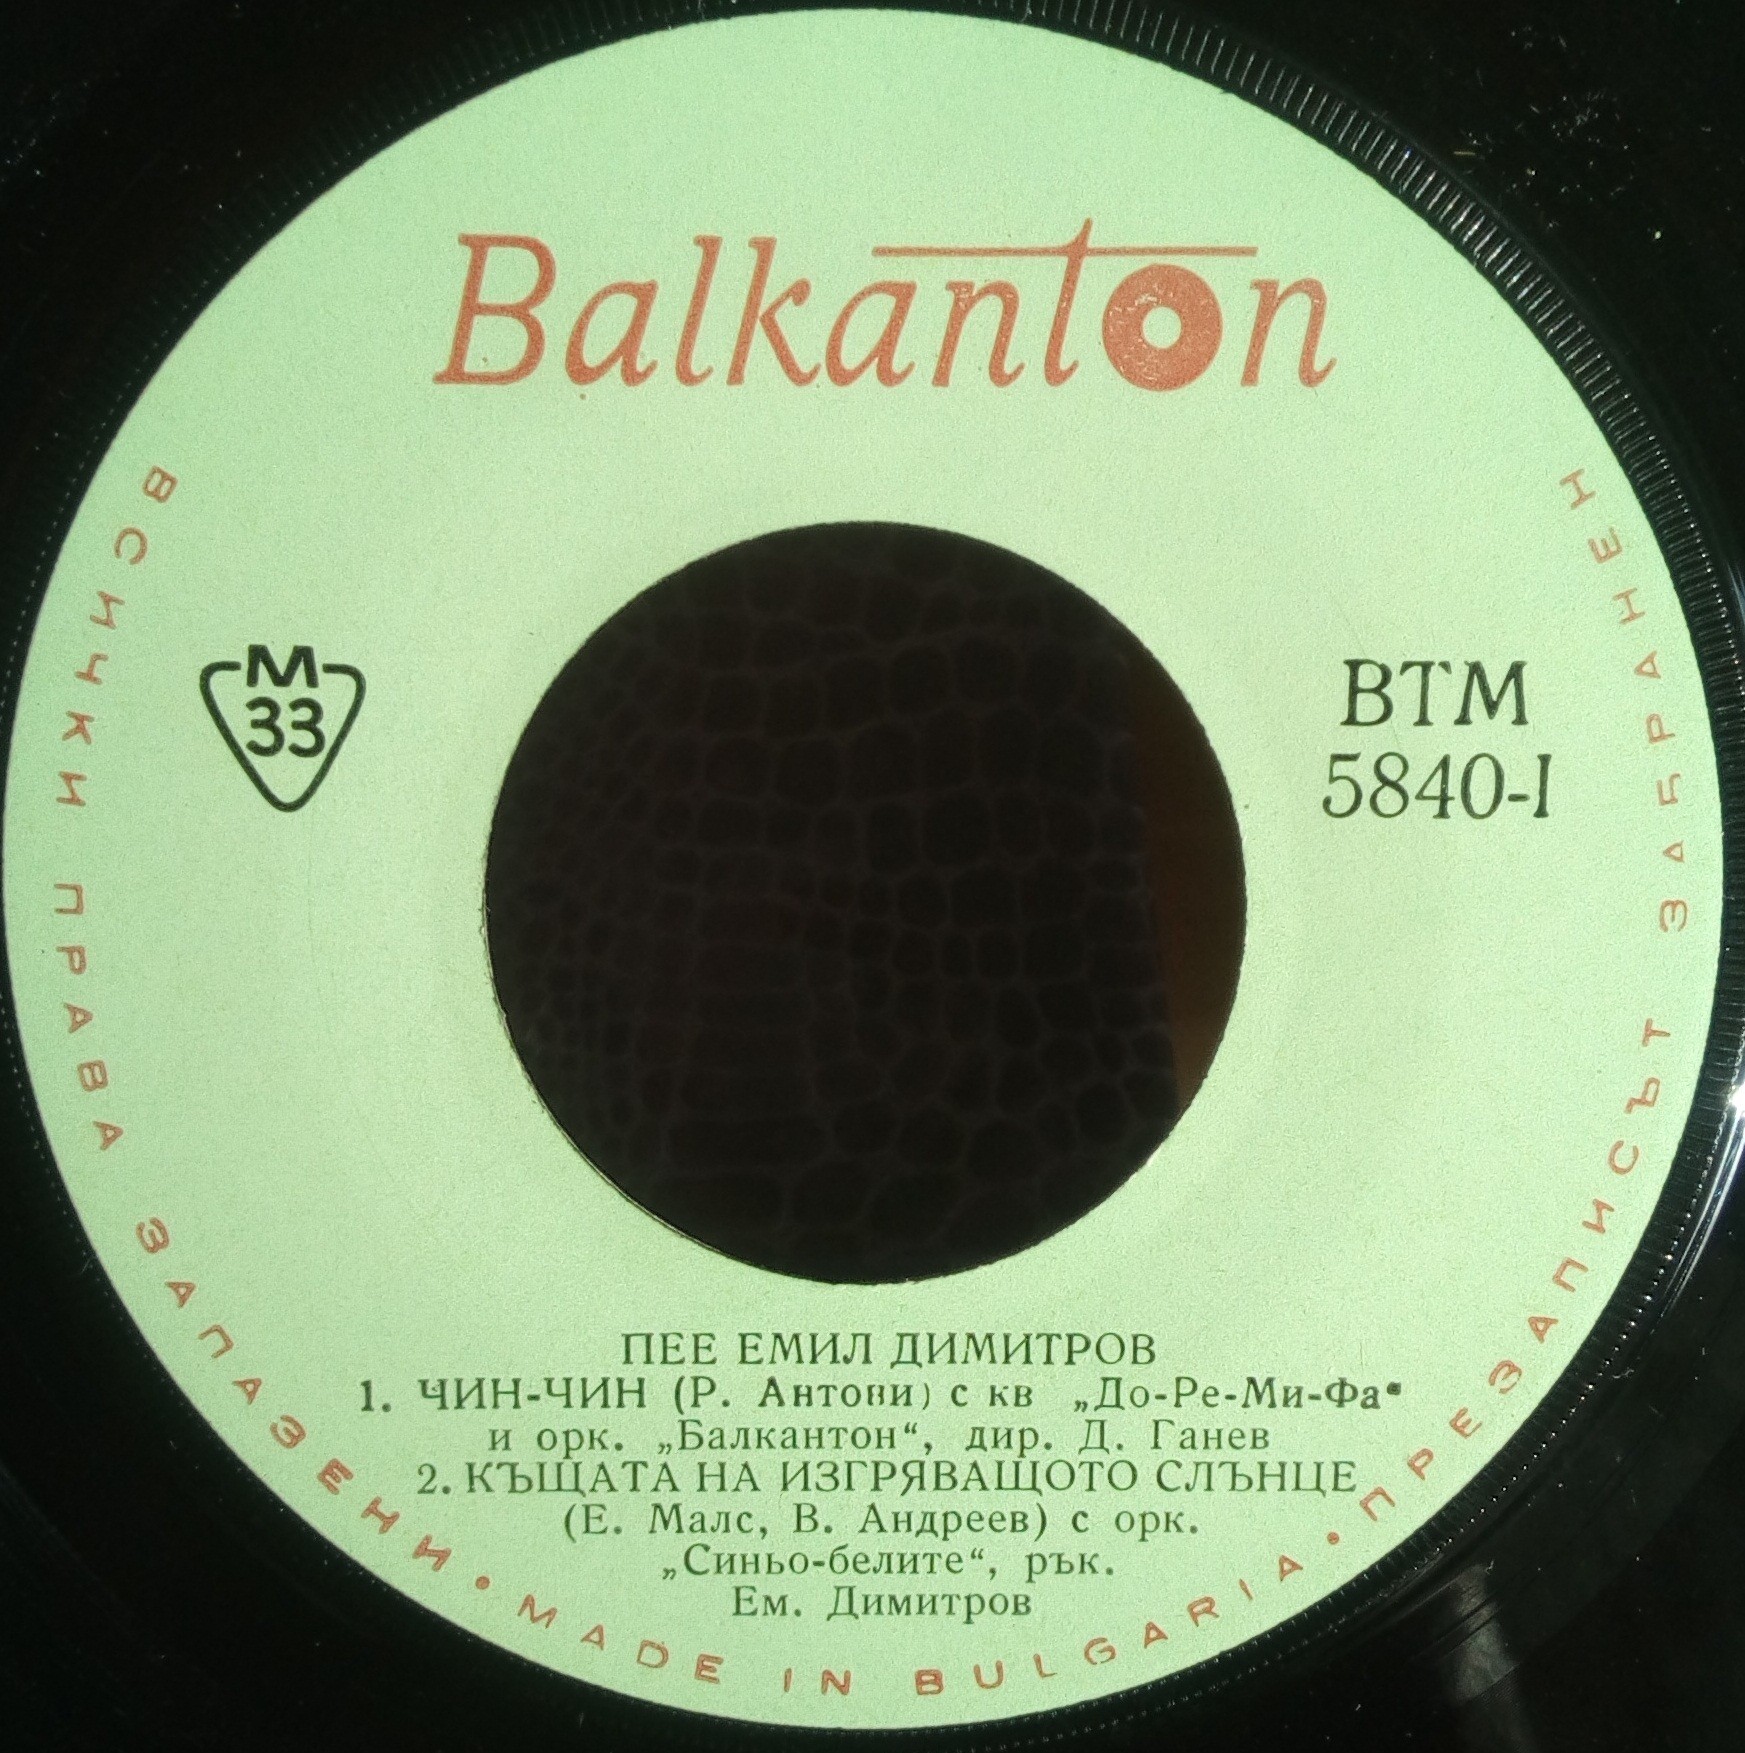 Balkanton
М
33
ВТМ
5840-I
ПЕЕ ЕМИЛ ДИМИТРОВ
1. ЧИН-ЧИН (Р. Антони) с кв „До-Ре-Ми-Фа“
и орк. „Балкантон“, дир. Д. Ганев
2. КЪЩАТА НА ИЗГРЯВАЩОТО СЛЪНЦЕ
(Е. Малс, В. Андреев) с орк.
„Синьо-белите“, рък.
Ем. Димитров
ВСИЧКИ ПРАВА ЗАПАЗЕНИ • MADE IN BULGARIA • ПРЕЗАПИСЪТ ЗАБРАНЕН